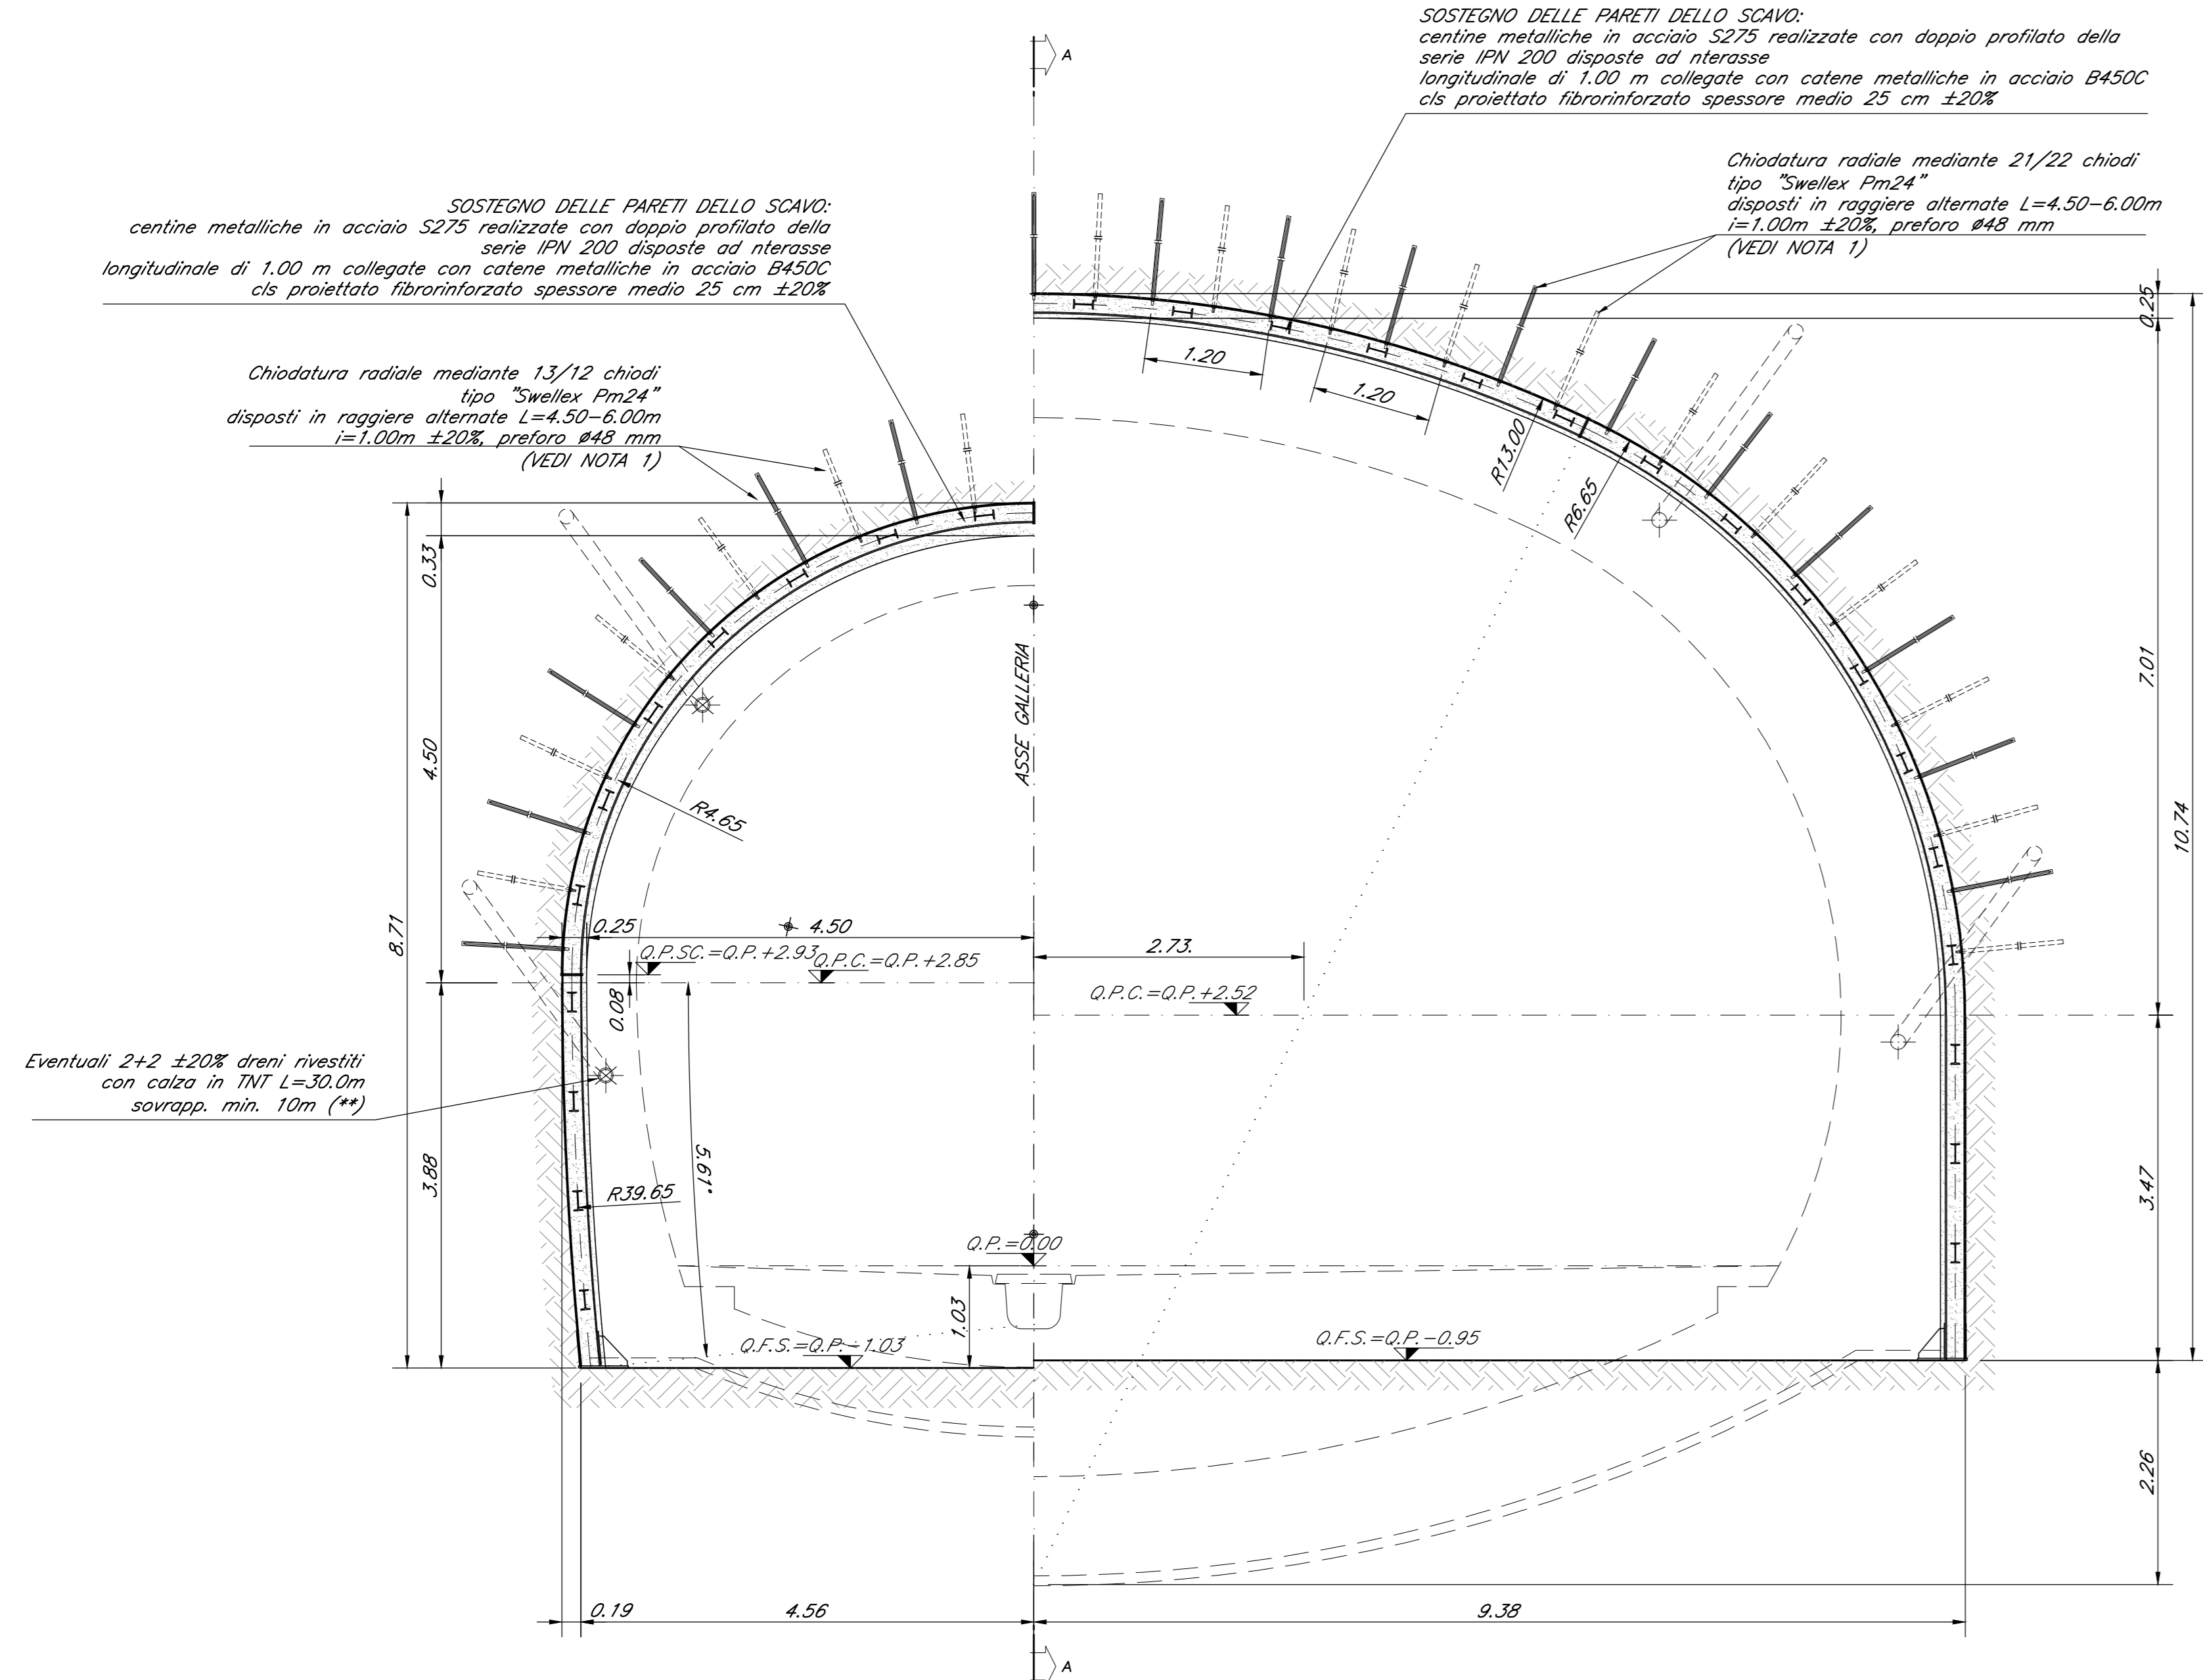 A
SOSTEGNO DELLE PARETI DELLO SCAVO:
centine metalliche in acciaio S275 realizzate con doppio profilato della
serie IPN 200 disposte ad nterasse
longitudinale di 1.00 m collegate con catene metalliche in acciaio B450C
cls proiettato fibrorinforzato spessore medio 25 cm ±20%
Chiodatura radiale mediante 21/22 chiodi
tipo "Swellex Pm24"
disposti in raggiere alternate L=4.50-6.00m
i=1.00m ±20%, preforo ø48 mm
(VEDI NOTA 1)
SOSTEGNO DELLE PARETI DELLO SCAVO:
centine metalliche in acciaio S275 realizzate con doppio profilato della
serie IPN 200 disposte ad nterasse
longitudinale di 1.00 m collegate con catene metalliche in acciaio B450C
cls proiettato fibrorinforzato spessore medio 25 cm ±20%
Chiodatura radiale mediante 13/12 chiodi
tipo "Swellex Pm24"
disposti in raggiere alternate L=4.50-6.00m
i=1.00m ±20%, preforo ø48 mm
(VEDI NOTA 1)
0.25
1.20
1.20
R13.00
R6.65
0.33
4.50
8.71
ASSE GALLERIA
7.01
10.74
R4.65
0.25
4.50
Q.P.SC.=Q.P.+2.93
Q.P.C.=Q.P.+2.85
2.73.
0.08
Q.P.C.=Q.P.+2.52
Eventuali 2+2 ±20% dreni rivestiti
con calza in TNT L=30.0m
sovrapp. min. 10m (**)
3.88
5.61°
R39.65
3.47
Q.P.=0.00
1.03
Q.F.S.=Q.P.-1.03
Q.F.S.=Q.P.-0.95
2.26
0.19
4.56
9.38
A